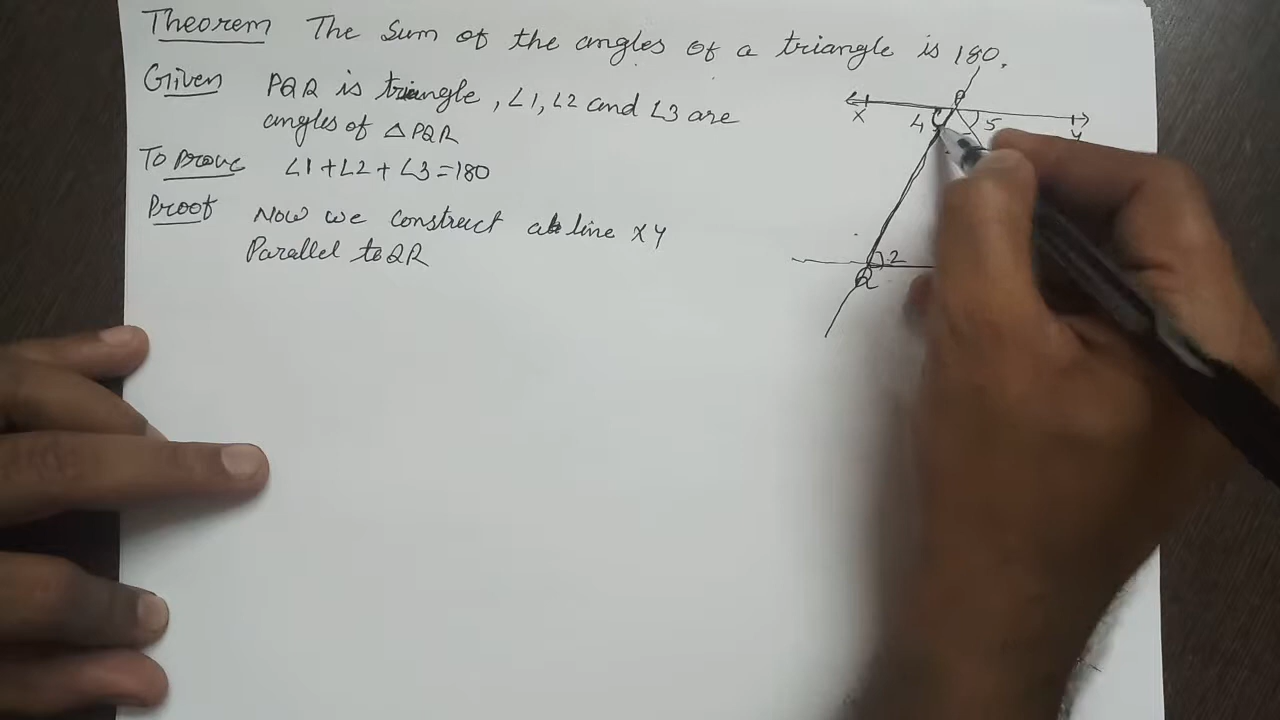 Theorem The Sum of the angles of a triangle is 180.
Given PQR is triangle, ∠1, ∠2 and ∠3 are
angles of △PQR
To prove ∠1 + ∠2 + ∠3 = 180
Proof Now we construct a line XY
Parallel to QR
P
X
4
5
Y
2
Q